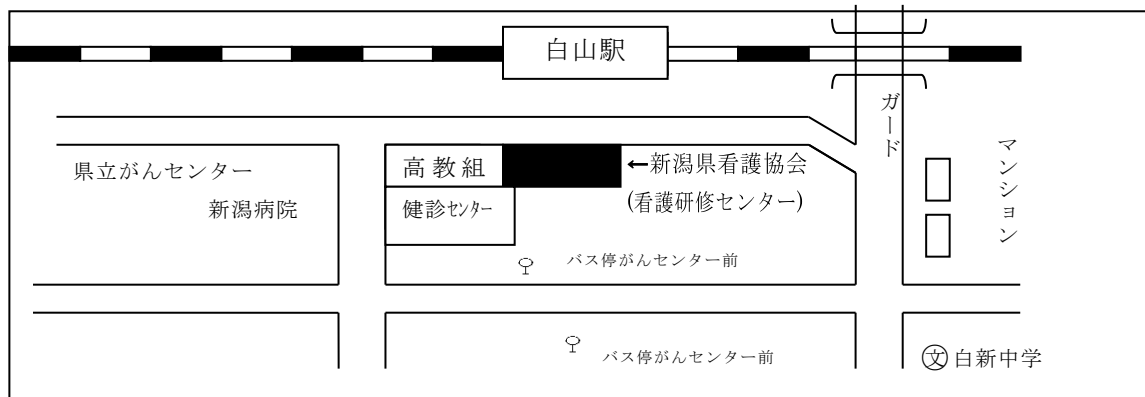 白山駅
ガード
マンション
県立がんセンター
新潟病院
高教組
←新潟県看護協会
(看護研修センター)
健診センター
バス停がんセンター前
バス停がんセンター前
文 白新中学